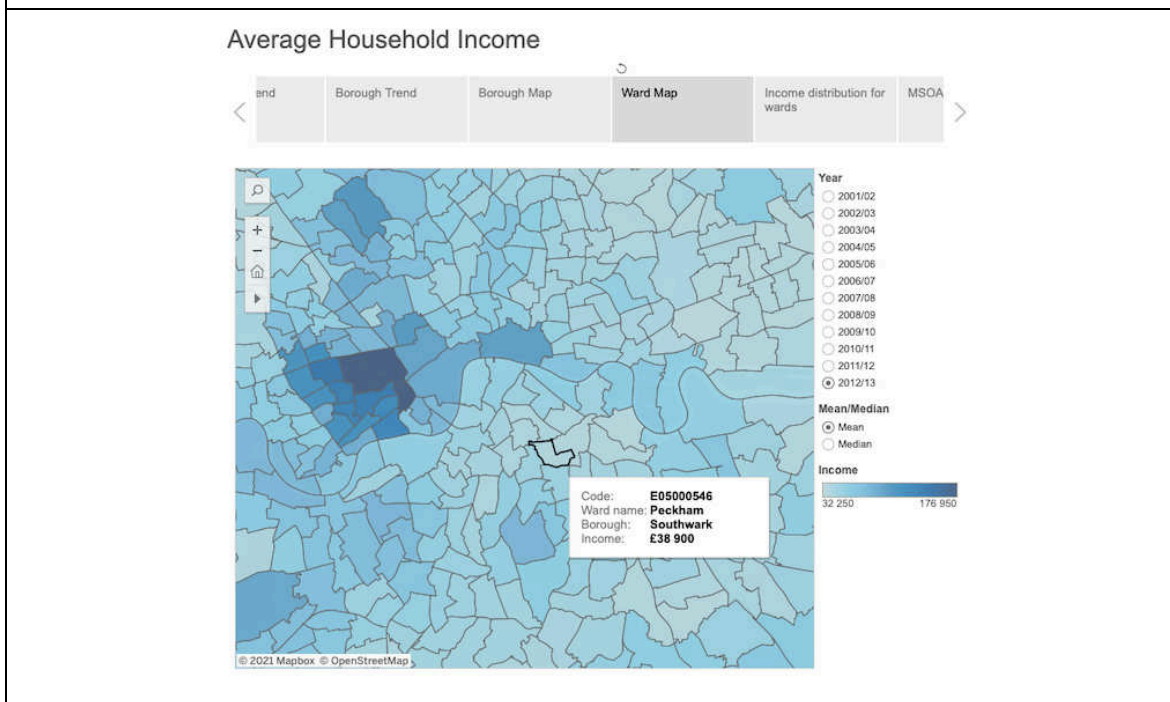 Average Household Income
end
Borough Trend
Borough Map
Ward Map
Income distribution for
wards
MSOA
Year
2001/02
2002/03
2003/04
2004/05
2005/06
2006/07
2007/08
2008/09
2009/10
2010/11
2011/12
2012/13
Mean/Median
Mean
Median
Income
32 250 176 950
Code: E05000546
Ward name: Peckham
Borough: Southwark
Income: £38 900
© 2021 Mapbox © OpenStreetMap